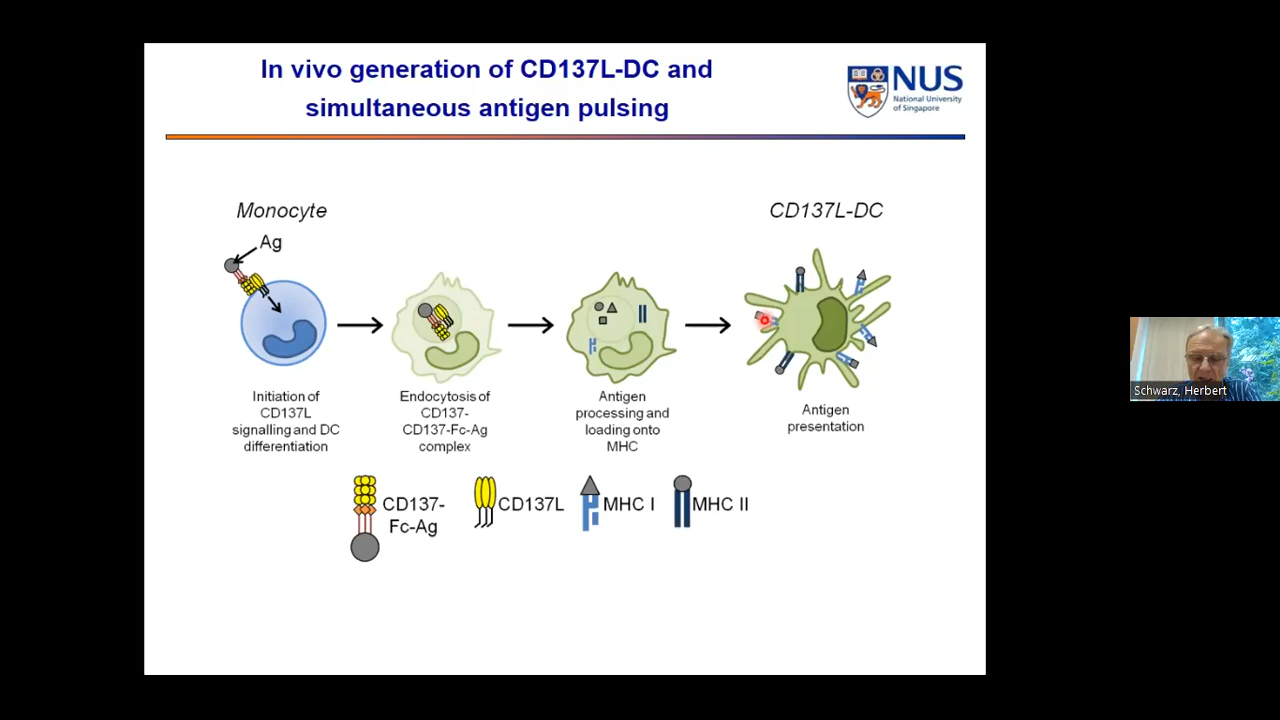 In vivo generation of CD137L-DC and
simultaneous antigen pulsing
NUS
National University
of Singapore
Monocyte
CD137L-DC
Ag
Initiation of
CD137L
signalling and DC
differentiation
Endocytosis of
CD137-
CD137-Fc-Ag
complex
Antigen
processing and
loading onto
MHC
Antigen
presentation
CD137-
Fc-Ag
CD137L
MHC I
MHC II
Schwarz, Herbert